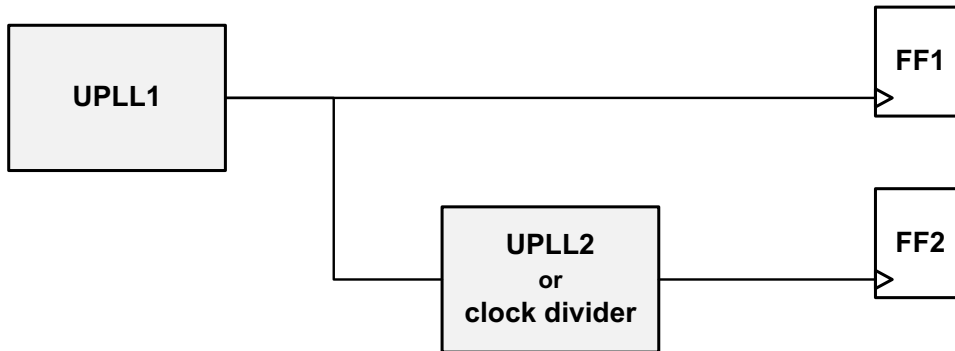 UPLL1
FF1
UPLL2
or
clock divider
FF2